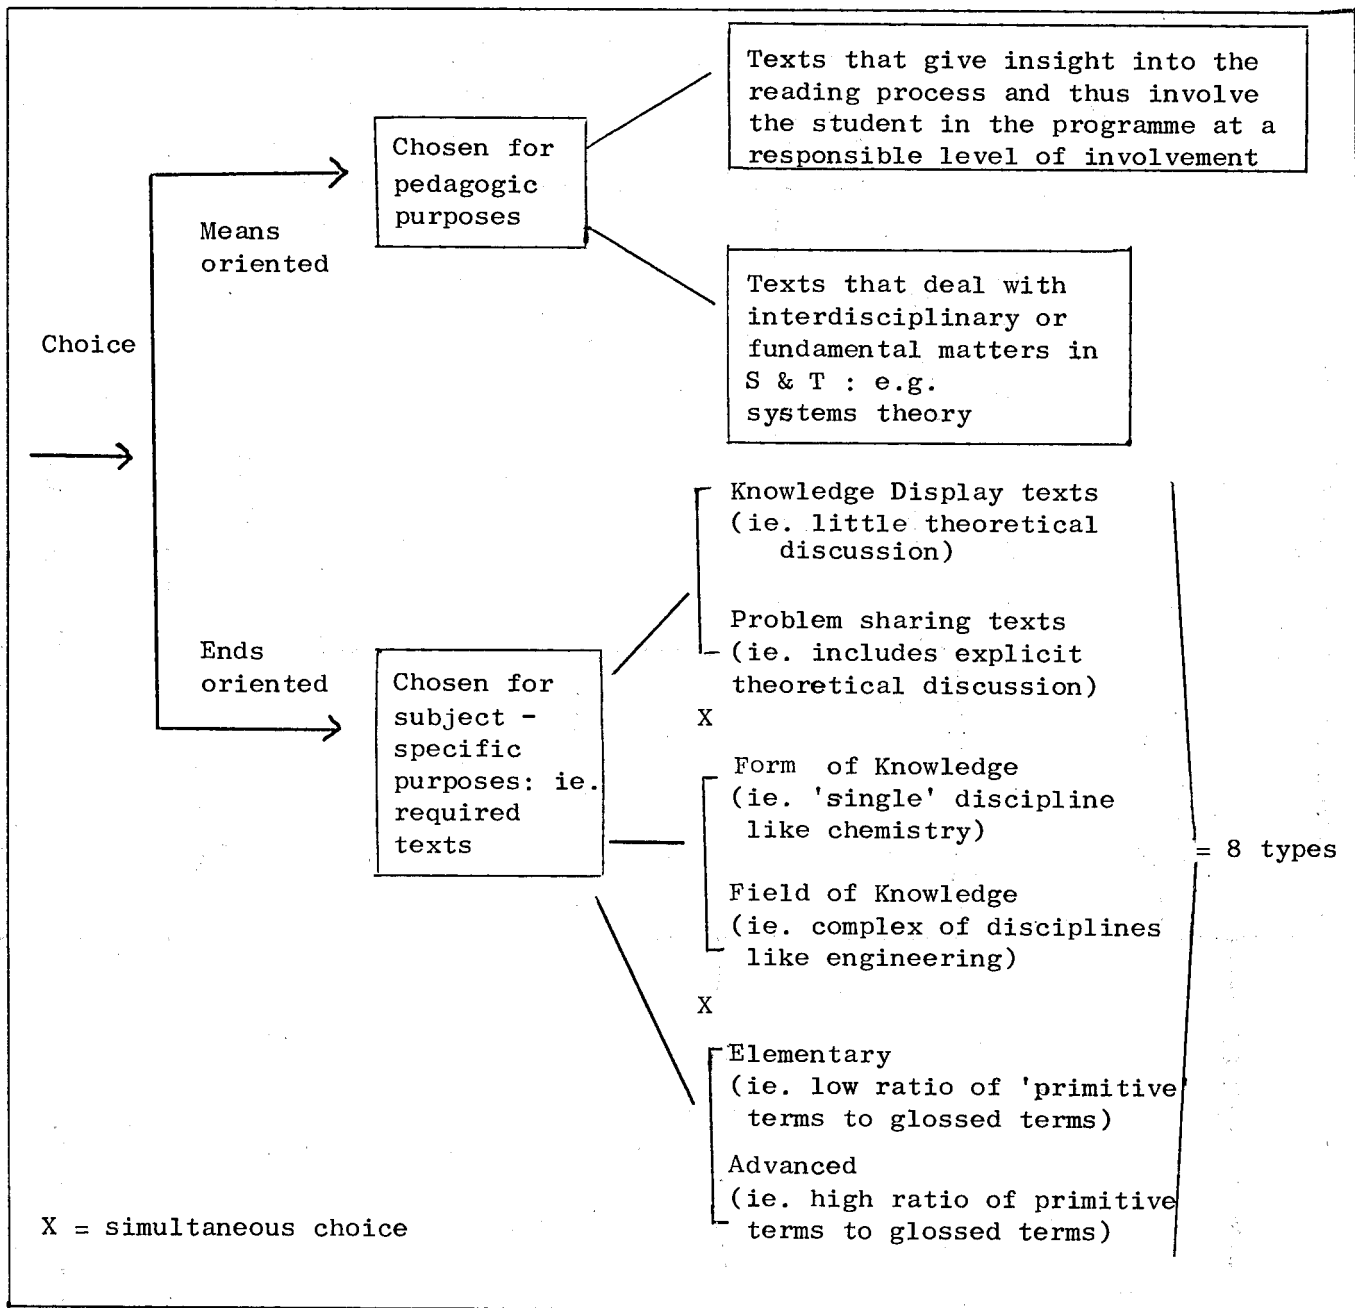 Choice
Means
oriented
Chosen for
pedagogic
purposes
Texts that give insight into the
reading process and thus involve
the student in the programme at a
responsible level of involvement
Texts that deal with
interdisciplinary or
fundamental matters in
S & T : e.g.
systems theory
Ends
oriented
Chosen for
subject -
specific
purposes: ie.
required
texts
Knowledge Display texts
(ie. little theoretical
discussion)
Problem sharing texts
(ie. includes explicit
theoretical discussion)
X
Form of Knowledge
(ie. 'single' discipline
like chemistry)
Field of Knowledge
(ie. complex of disciplines
like engineering)
X
Elementary
(ie. low ratio of 'primitive'
terms to glossed terms)
Advanced
(ie. high ratio of primitive
terms to glossed terms)
= 8 types
X = simultaneous choice